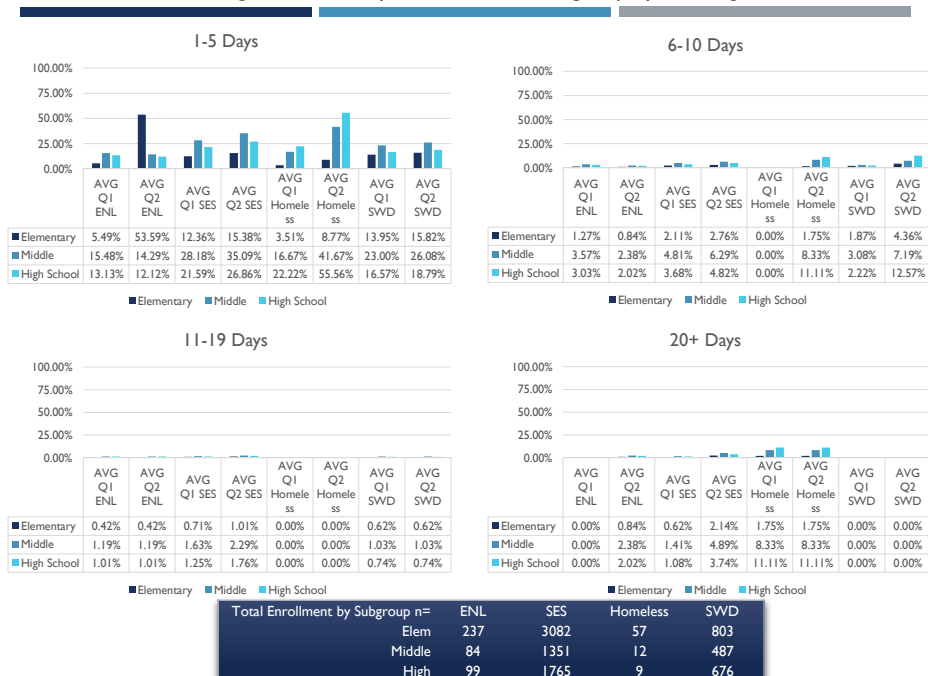 1-5 Days
100.00%
75.00%
50.00%
25.00%
0.00%
AVG Q1 ENL AVG Q2 ENL AVG Q1 SES AVG Q2 SES AVG Q1 Homeless AVG Q2 Homeless AVG Q1 SWD AVG Q2 SWD
Elementary 5.49% 53.59% 12.36% 15.38% 3.51% 8.77% 13.95% 15.82%
Middle 15.48% 14.29% 28.18% 35.09% 16.67% 41.67% 23.00% 26.08%
High School 13.13% 12.12% 21.59% 26.86% 22.22% 55.56% 16.57% 18.79%
Elementary Middle High School
6-10 Days
100.00%
75.00%
50.00%
25.00%
0.00%
AVG Q1 ENL AVG Q2 ENL AVG Q1 SES AVG Q2 SES AVG Q1 Homeless AVG Q2 Homeless AVG Q1 SWD AVG Q2 SWD
Elementary 1.27% 0.84% 2.11% 2.76% 0.00% 1.75% 1.87% 4.36%
Middle 3.57% 2.38% 4.81% 6.29% 0.00% 8.33% 3.08% 7.19%
High School 3.03% 2.02% 3.68% 4.82% 0.00% 11.11% 2.22% 12.57%
Elementary Middle High School
11-19 Days
100.00%
75.00%
50.00%
25.00%
0.00%
AVG Q1 ENL AVG Q2 ENL AVG Q1 SES AVG Q2 SES AVG Q1 Homeless AVG Q2 Homeless AVG Q1 SWD AVG Q2 SWD
Elementary 0.42% 0.42% 0.71% 1.01% 0.00% 0.00% 0.62% 0.62%
Middle 1.19% 1.19% 1.63% 2.29% 0.00% 0.00% 1.03% 1.03%
High School 1.01% 1.01% 1.25% 1.76% 0.00% 0.00% 0.74% 0.74%
Elementary Middle High School
20+ Days
100.00%
75.00%
50.00%
25.00%
0.00%
AVG Q1 ENL AVG Q2 ENL AVG Q1 SES AVG Q2 SES AVG Q1 Homeless AVG Q2 Homeless AVG Q1 SWD AVG Q2 SWD
Elementary 0.00% 0.84% 0.62% 2.14% 1.75% 1.75% 0.00% 0.00%
Middle 0.00% 2.38% 1.41% 4.89% 8.33% 8.33% 0.00% 0.00%
High School 0.00% 2.02% 1.08% 3.74% 11.11% 11.11% 0.00% 0.00%
Elementary Middle High School
Total Enrollment by Subgroup n= ENL SES Homeless SWD
Elem 237 3082 57 803
Middle 84 1351 12 487
High 99 1765 9 676